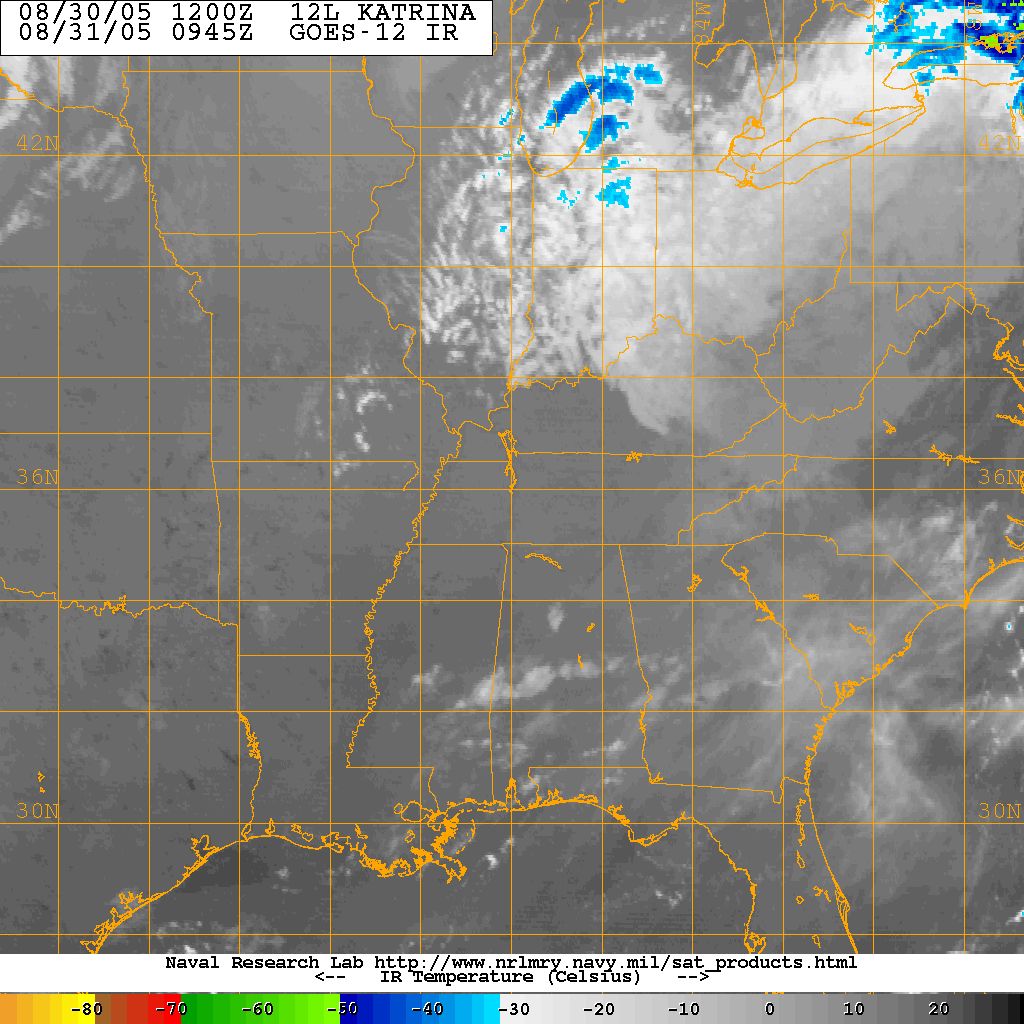 08/30/05 1200Z 12L KATRINA
08/31/05 0945Z GOES-12 IR
84W
78W
42N 42N
36N 36N
30N 30N
Naval Research Lab http://www.nrlmry.navy.mil/sat_products.html
<-- IR Temperature (Celsius) -->
-80 -70 -60 -50 -40 -30 -20 -10 0 10 20